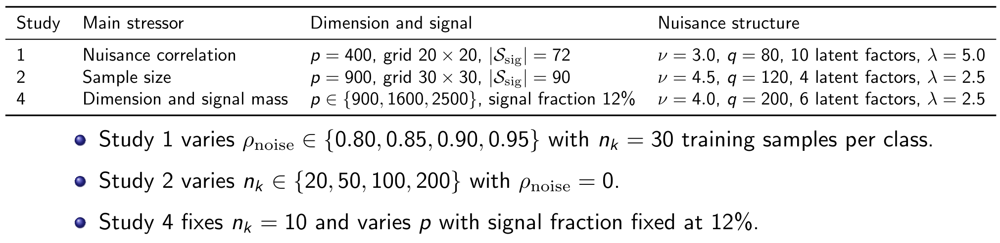 Study Main stressor Dimension and signal Nuisance structure
1 Nuisance correlation p = 400, grid 20 × 20, |𝒮_sig| = 72 ν = 3.0, q = 80, 10 latent factors, λ = 5.0
2 Sample size p = 900, grid 30 × 30, |𝒮_sig| = 90 ν = 4.5, q = 120, 4 latent factors, λ = 2.5
4 Dimension and signal mass p ∈ {900, 1600, 2500}, signal fraction 12% ν = 4.0, q = 200, 6 latent factors, λ = 2.5
Study 1 varies ρ_noise ∈ {0.80, 0.85, 0.90, 0.95} with n_k = 30 training samples per class.
Study 2 varies n_k ∈ {20, 50, 100, 200} with ρ_noise = 0.
Study 4 fixes n_k = 10 and varies p with signal fraction fixed at 12%.